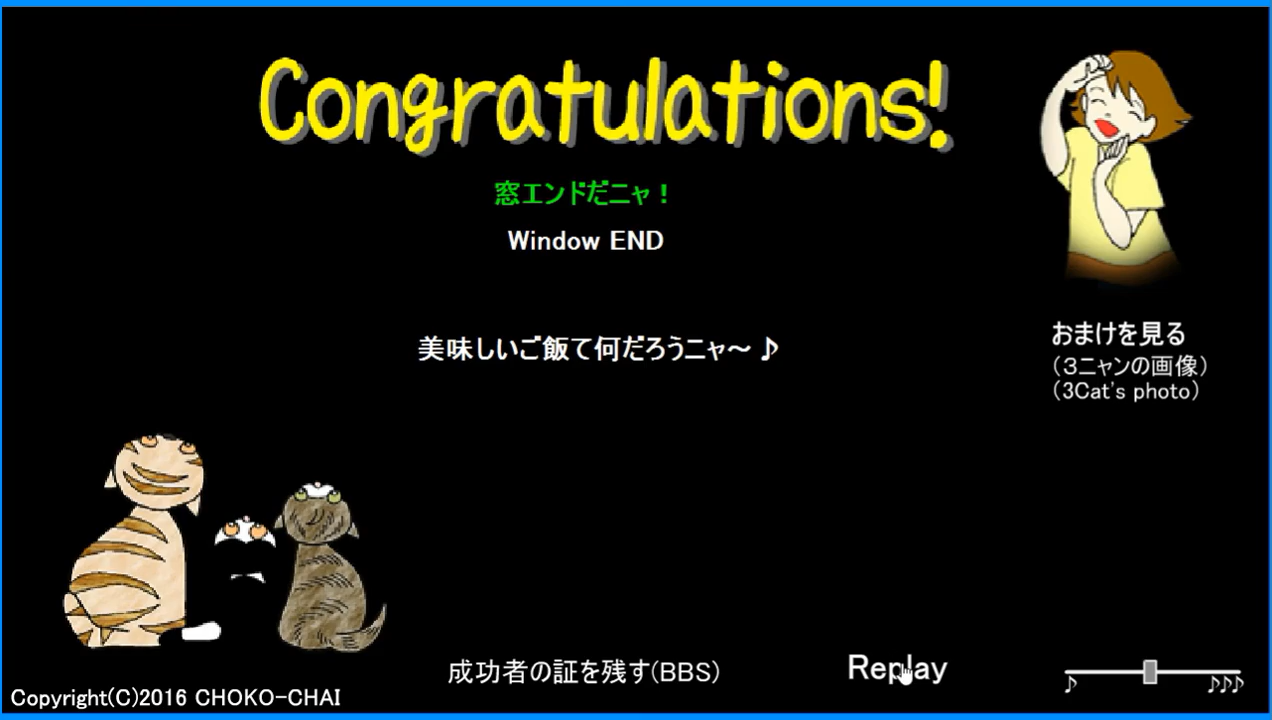 Congratulations!
窓エンドだニャ！
Window END
美味しいご飯て何だろうニャ～♪
おまけを見る
（３ニャンの画像）
（3Cat's photo）
成功者の証を残す(BBS)
Replay
♪
♪♪♪
Copyright(C)2016 CHOKO-CHAI